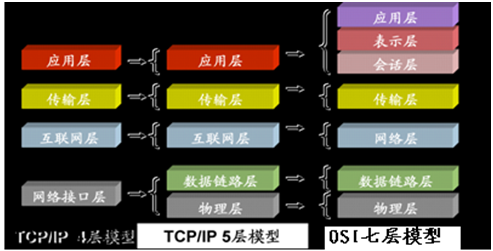 应用层
表示层
应用层 应用层 会话层
传输层 传输层 传输层
互联网层 互联网层 网络层
数据链路层 数据链路层
网络接口层
物理层 物理层
TCP/IP 4层模型 TCP/IP 5层模型 OSI七层模型